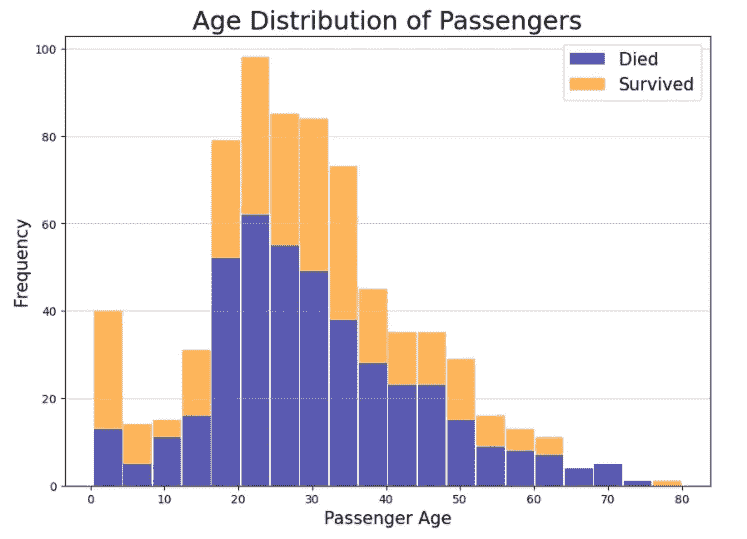 Age Distribution of Passengers
Died
Survived
100
80
60
40
20
0
Frequency
0 10 20 30 40 50 60 70 80
Passenger Age